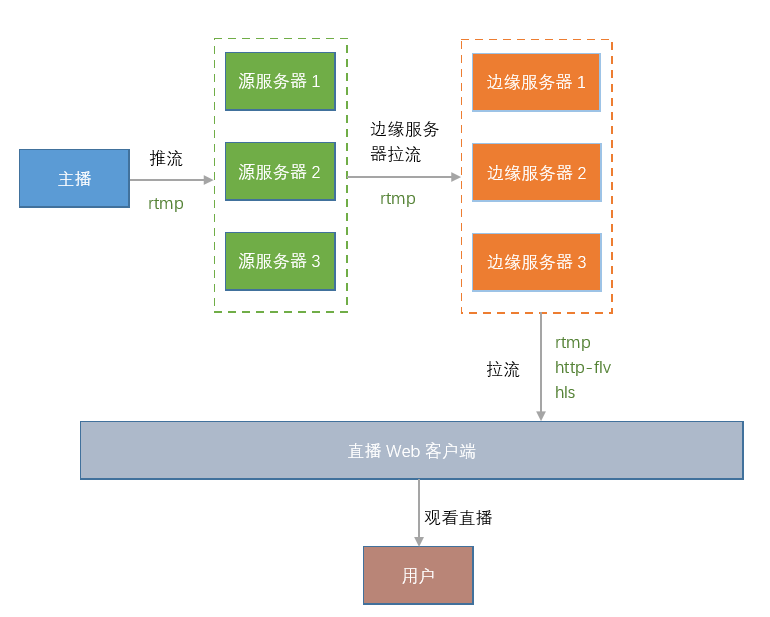 主播
推流
rtmp
源服务器 1
源服务器 2
源服务器 3
边缘服务
器拉流
rtmp
边缘服务器 1
边缘服务器 2
边缘服务器 3
拉流
rtmp
http-flv
hls
直播 Web 客户端
观看直播
用户